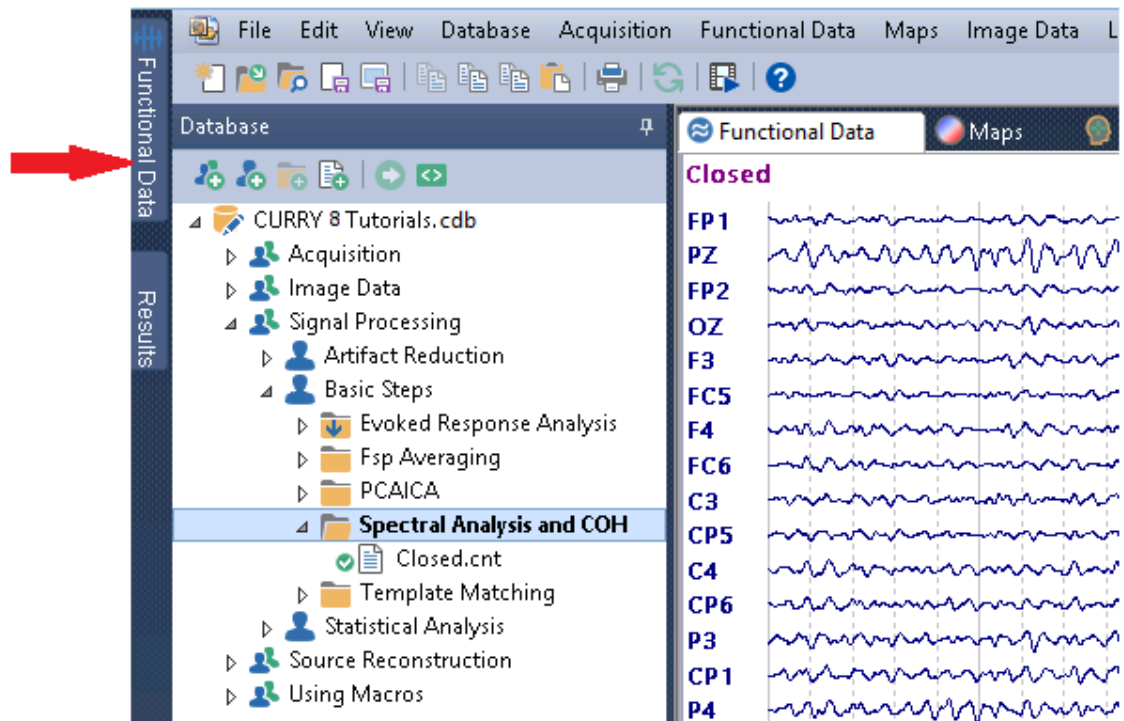 File Edit View Database Acquisition Functional Data Maps Image Data L
Functional Data
Results
Database
CURRY 8 Tutorials.cdb
Acquisition
Image Data
Signal Processing
Artifact Reduction
Basic Steps
Evoked Response Analysis
Fsp Averaging
PCAICA
Spectral Analysis and COH
Closed.cnt
Template Matching
Statistical Analysis
Source Reconstruction
Using Macros
Functional Data Maps
Closed
FP1
PZ
FP2
OZ
F3
FC5
F4
FC6
C3
CP5
C4
CP6
P3
CP1
P4